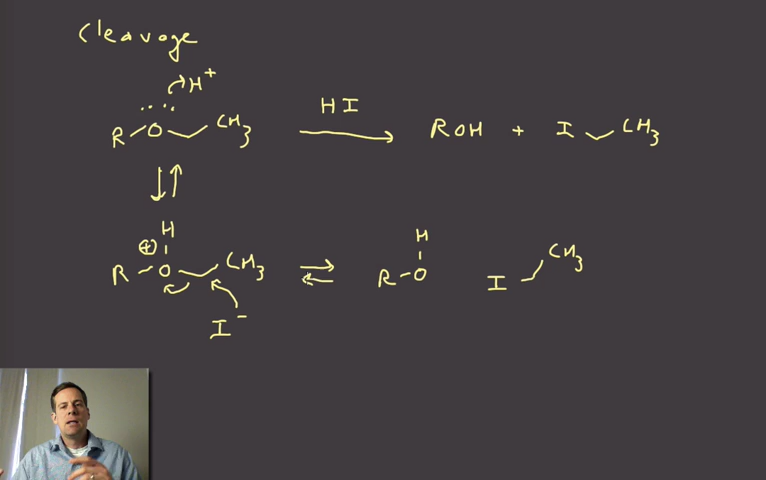 Cleavage
H+
HI
R O CH3 ROH + I CH3
H H
⊕
R O CH3 ⇌ R-O I CH3
I-